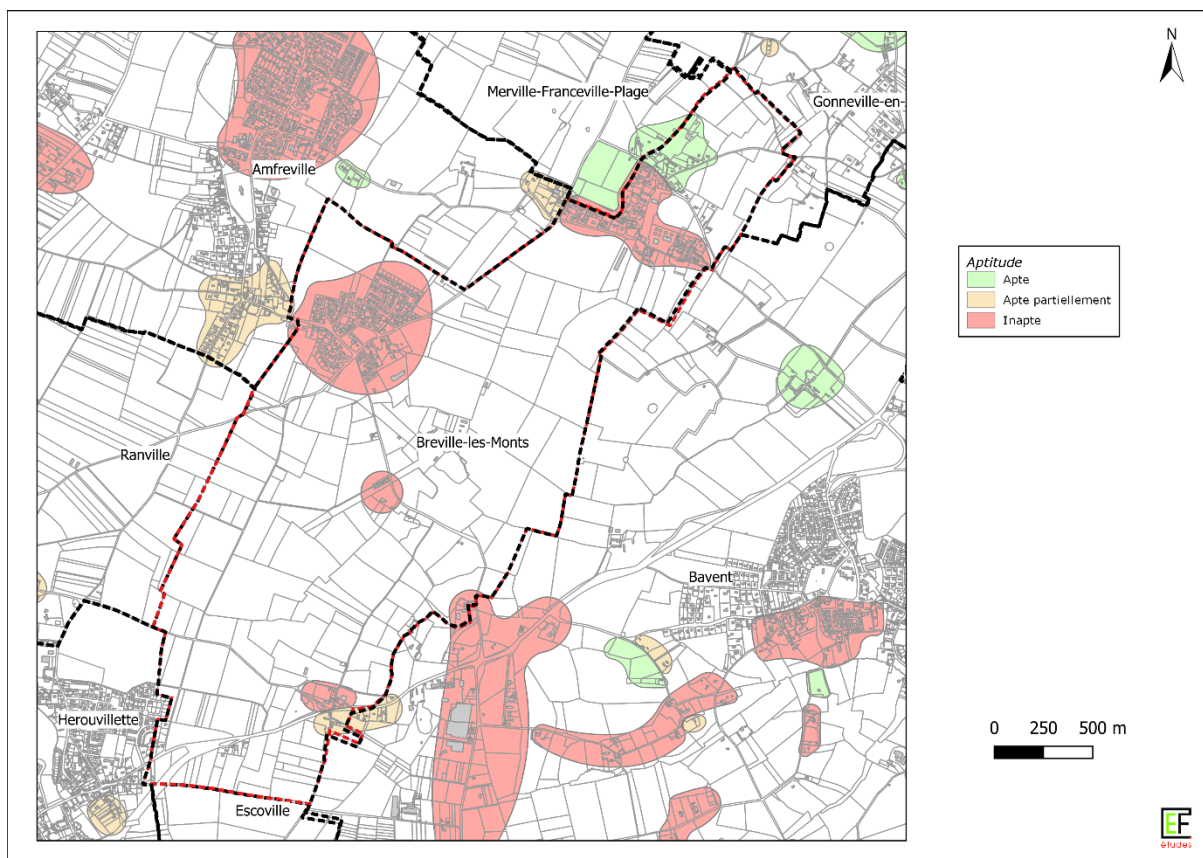 N
Merville-Franceville-Plage
Gonneville-en-
Amfreville
Aptitude
Apte
Apte partiellement
Inapte
Breville-les-Monts
Ranville
Bavent
Herouvillette
0 250 500 m
Escoville
EF
études